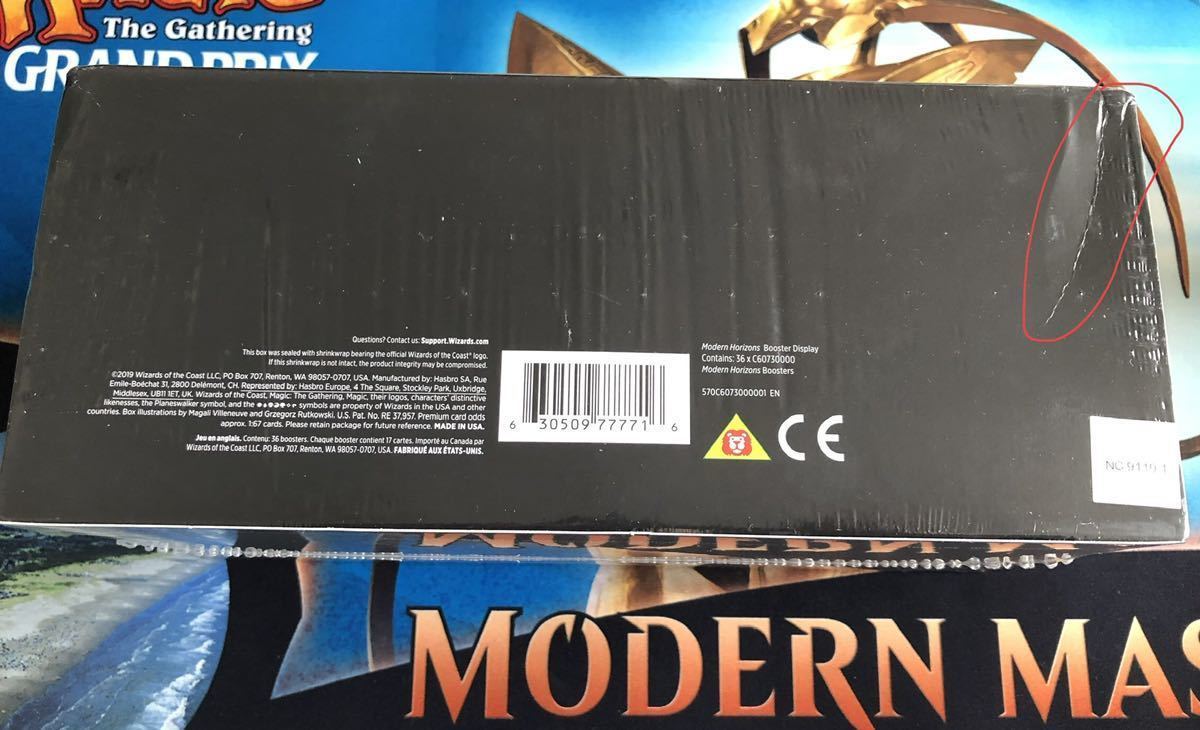 The Gathering
GRAND PRIX
Questions? Contact us: Support.Wizards.com
This box was sealed with shrinkwrap bearing the official Wizards of the Coast® logo.
If this shrinkwrap is not intact, the product integrity may be compromised.
©2019 Wizards of the Coast LLC, PO Box 707, Renton, WA 98057-0707, USA. Manufactured by: Hasbro SA, Rue
Emile-Boéchat 31, 2800 Delémont, CH. Represented by: Hasbro Europe, 4 The Square, Stockley Park, Uxbridge,
Middlesex, UB11 1ET, UK. Wizards of the Coast, Magic: The Gathering, Magic, their logos, characters' distinctive
likenesses, the Planeswalker symbol, and the symbols are property of Wizards in the USA and other
countries. Box illustrations by Magali Villeneuve and Grzegorz Rutkowski. U.S. Pat. No. RE 37,957. Premium card odds
approx. 1:67 cards. Please retain package for future reference. MADE IN USA.
Jeu en anglais. Contenu: 36 boosters. Chaque booster contient 17 cartes. Importé au Canada par
Wizards of the Coast LLC, PO Box 707, Renton, WA 98057-0707, USA. FABRIQUÉ AUX ÉTATS-UNIS.
6 30509 77771 6
Modern Horizons Booster Display
Contains: 36 x C60730000
Modern Horizons Boosters
570C6073000001 EN
CE
MODERN MAS